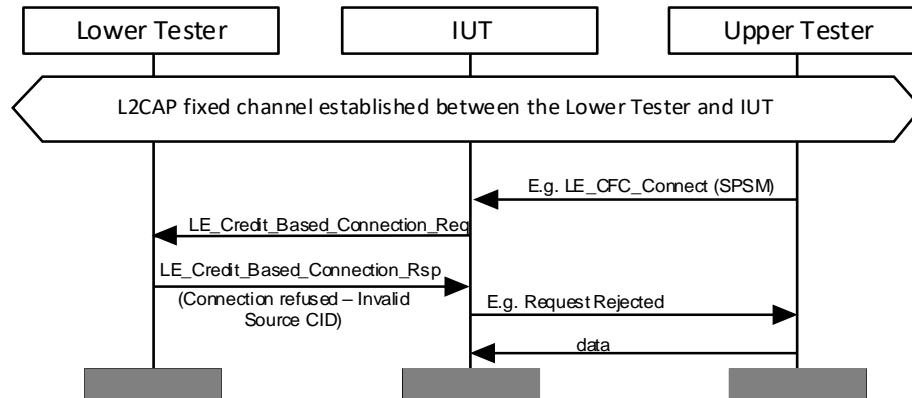 Lower Tester
IUT
Upper Tester
L2CAP fixed channel established between the Lower Tester and IUT
E.g. LE_CFC_Connect (SPSM)
LE_Credit_Based_Connection_Req
LE_Credit_Based_Connection_Rsp
(Connection refused – Invalid
Source CID)
E.g. Request Rejected
data